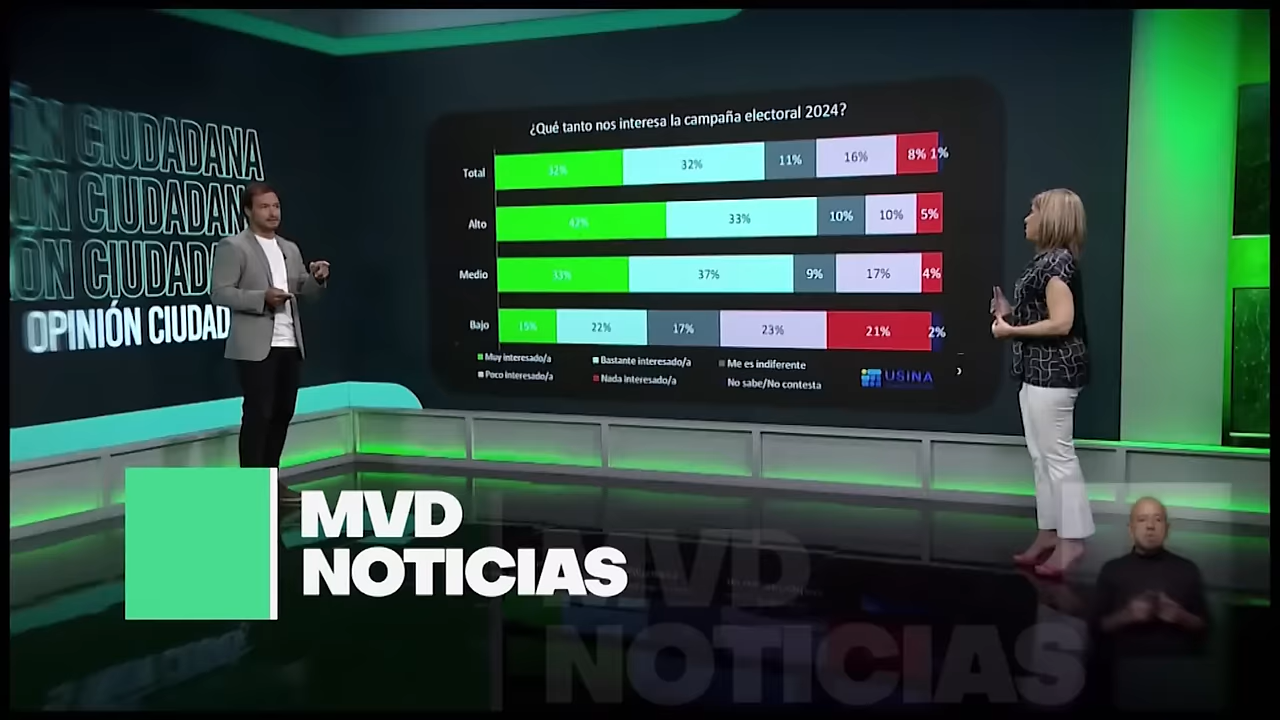 ÓN CIUDADANA
ÓN CIUDADAN
ÓN CIUDADA
OPINIÓN CIUDAD
¿Qué tanto nos interesa la campaña electoral 2024?
Total 32% 32% 11% 16% 8% 1%
Alto 42% 33% 10% 10% 5%
Medio 33% 37% 9% 17% 4%
Bajo 15% 22% 17% 23% 21% 2%
Muy interesado/a Bastante interesado/a Me es indiferente
Poco interesado/a Nada interesado/a No sabe/No contesta
USINA
MVD
NOTICIAS
MVD
NOTICIAS